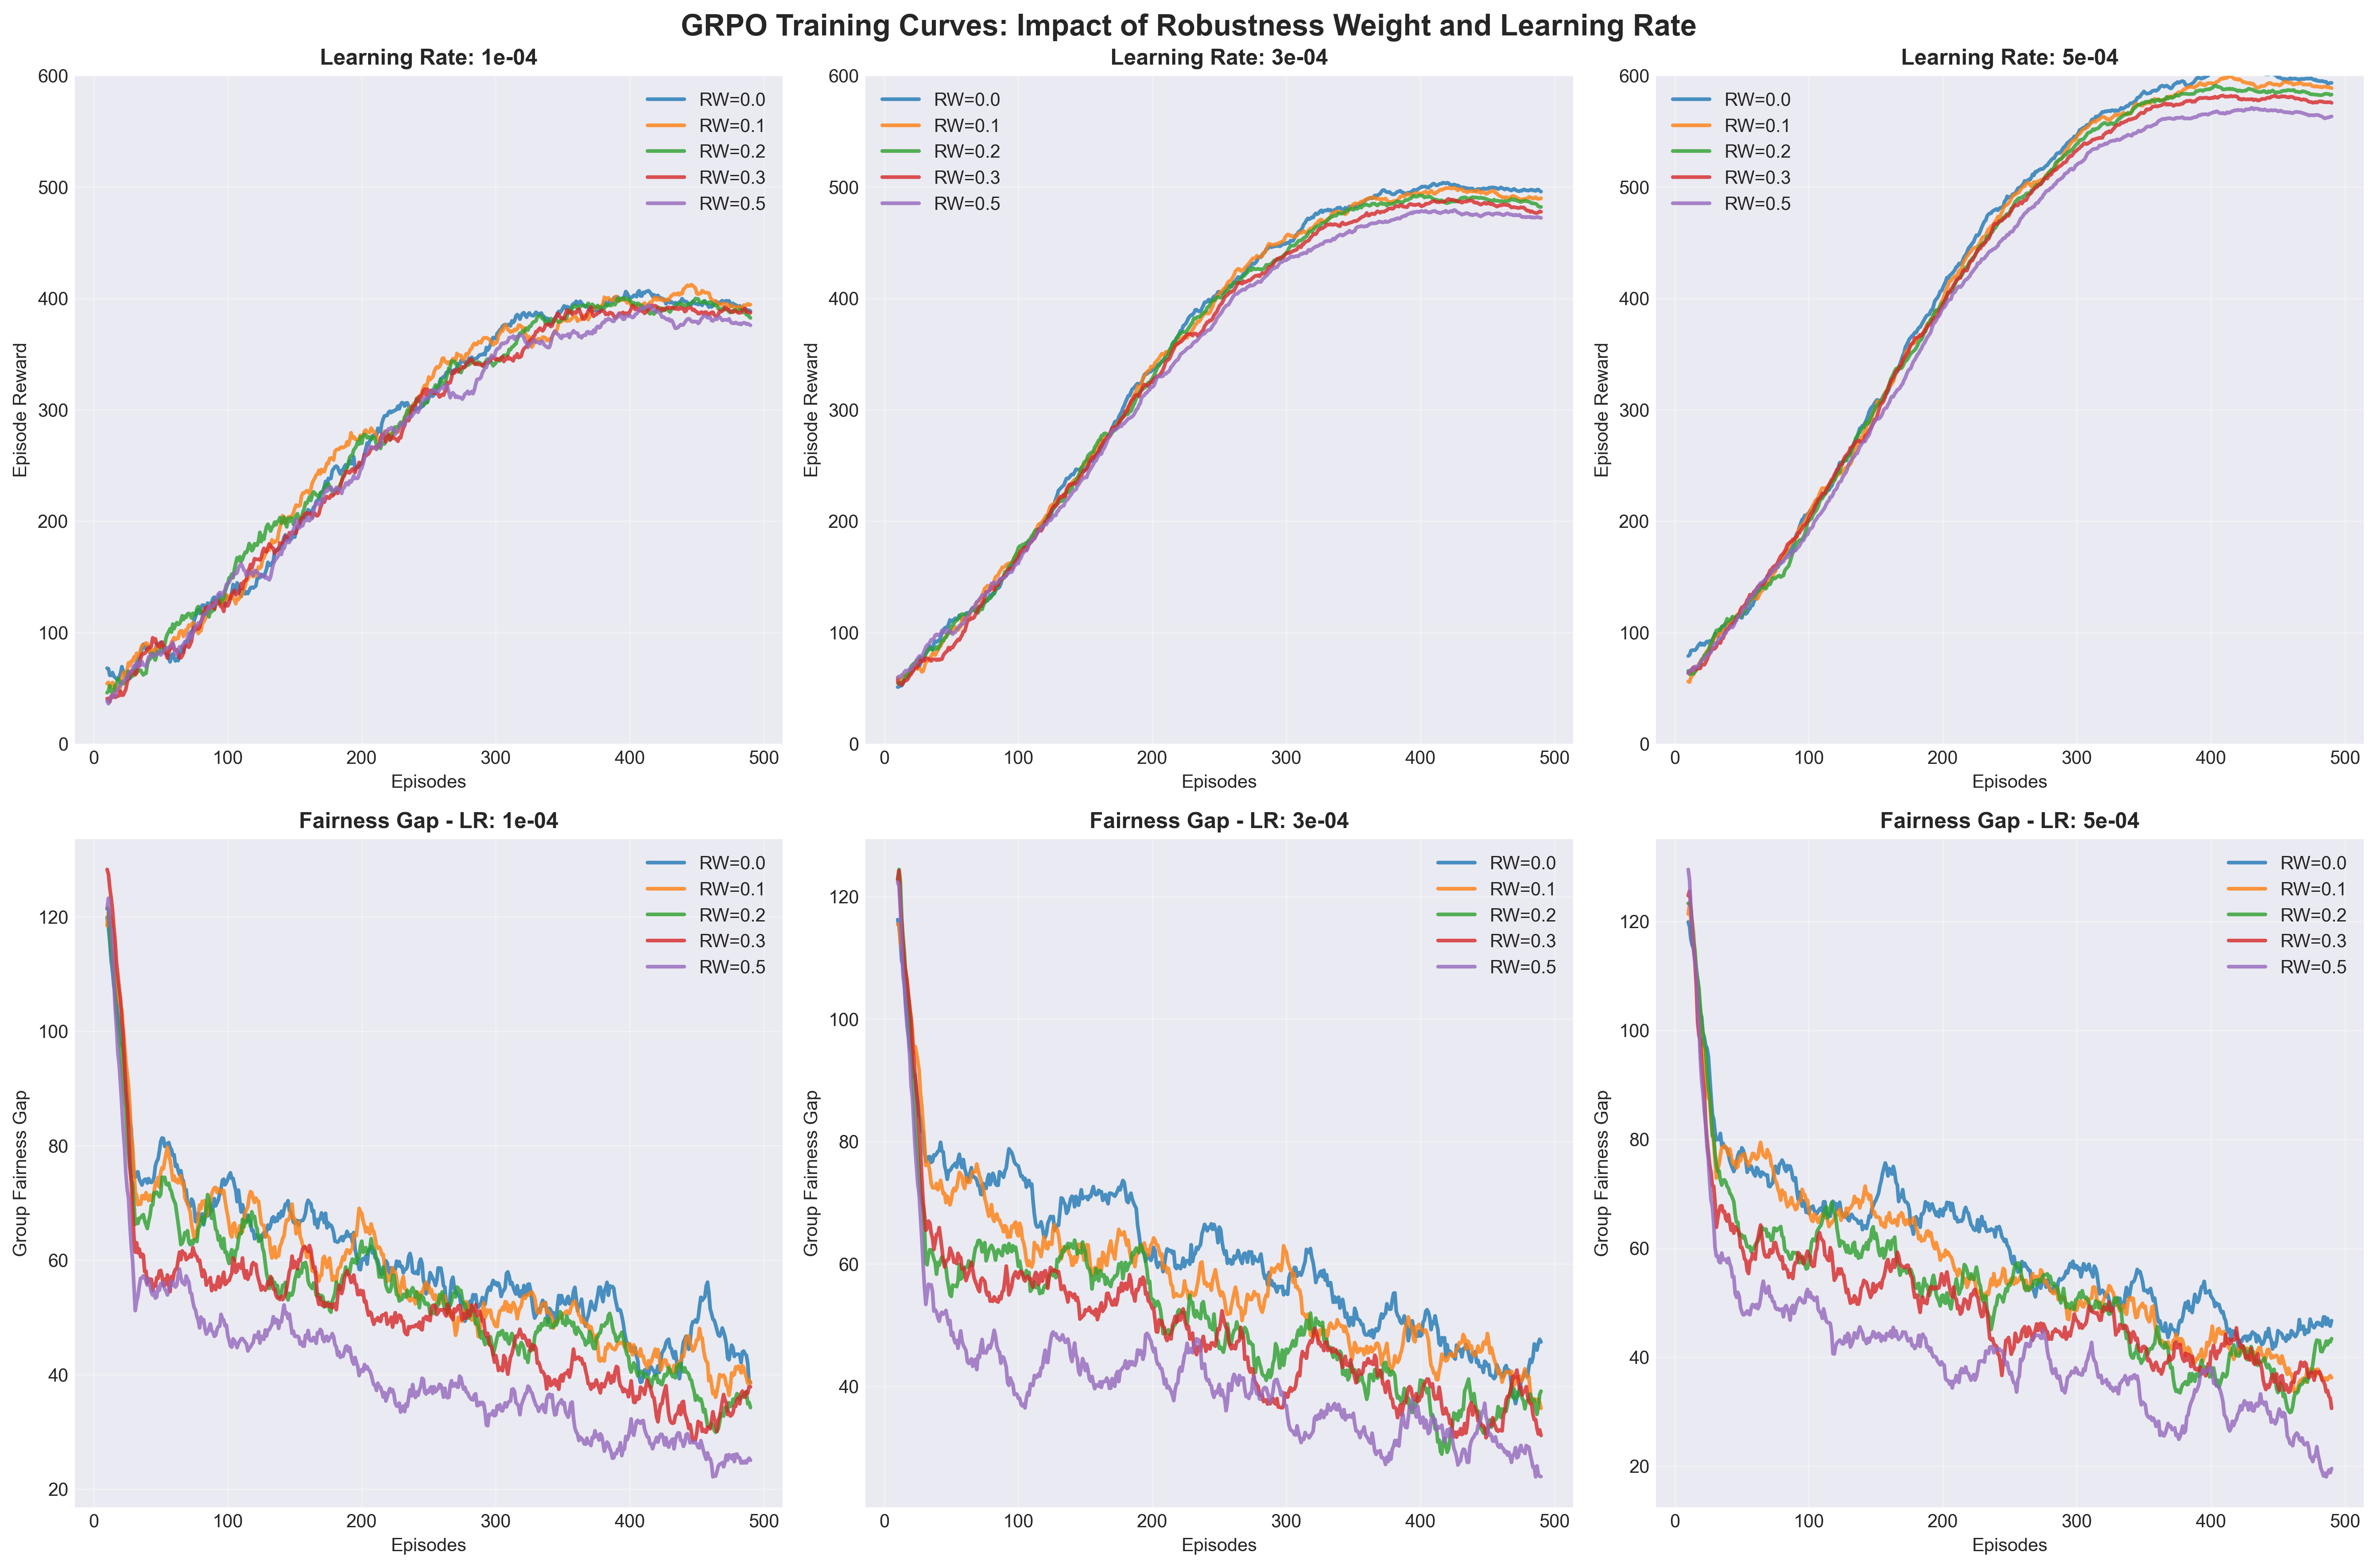 GRPO Training Curves: Impact of Robustness Weight and Learning Rate
Learning Rate: 1e-04
600
500
400
300
200
100
0
Episode Reward
RW=0.0
RW=0.1
RW=0.2
RW=0.3
RW=0.5
0 100 200 300 400 500
Episodes
Learning Rate: 3e-04
600
500
400
300
200
100
0
Episode Reward
RW=0.0
RW=0.1
RW=0.2
RW=0.3
RW=0.5
0 100 200 300 400 500
Episodes
Learning Rate: 5e-04
600
500
400
300
200
100
0
Episode Reward
RW=0.0
RW=0.1
RW=0.2
RW=0.3
RW=0.5
0 100 200 300 400 500
Episodes
Fairness Gap - LR: 1e-04
120
100
80
60
40
20
Group Fairness Gap
RW=0.0
RW=0.1
RW=0.2
RW=0.3
RW=0.5
0 100 200 300 400 500
Episodes
Fairness Gap - LR: 3e-04
120
100
80
60
40
Group Fairness Gap
RW=0.0
RW=0.1
RW=0.2
RW=0.3
RW=0.5
0 100 200 300 400 500
Episodes
Fairness Gap - LR: 5e-04
120
100
80
60
40
20
Group Fairness Gap
RW=0.0
RW=0.1
RW=0.2
RW=0.3
RW=0.5
0 100 200 300 400 500
Episodes